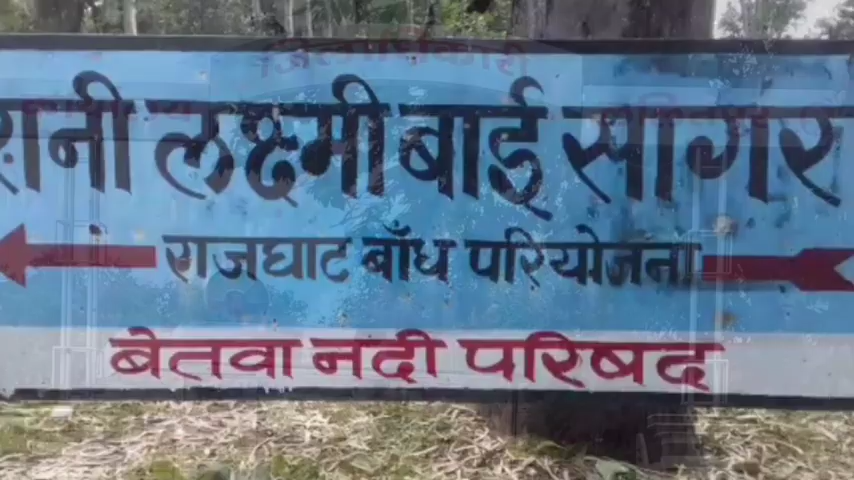 रानी लक्ष्मी बाई सागर
राजघाट बाँध परियोजना
बेतवा नदी परिषद